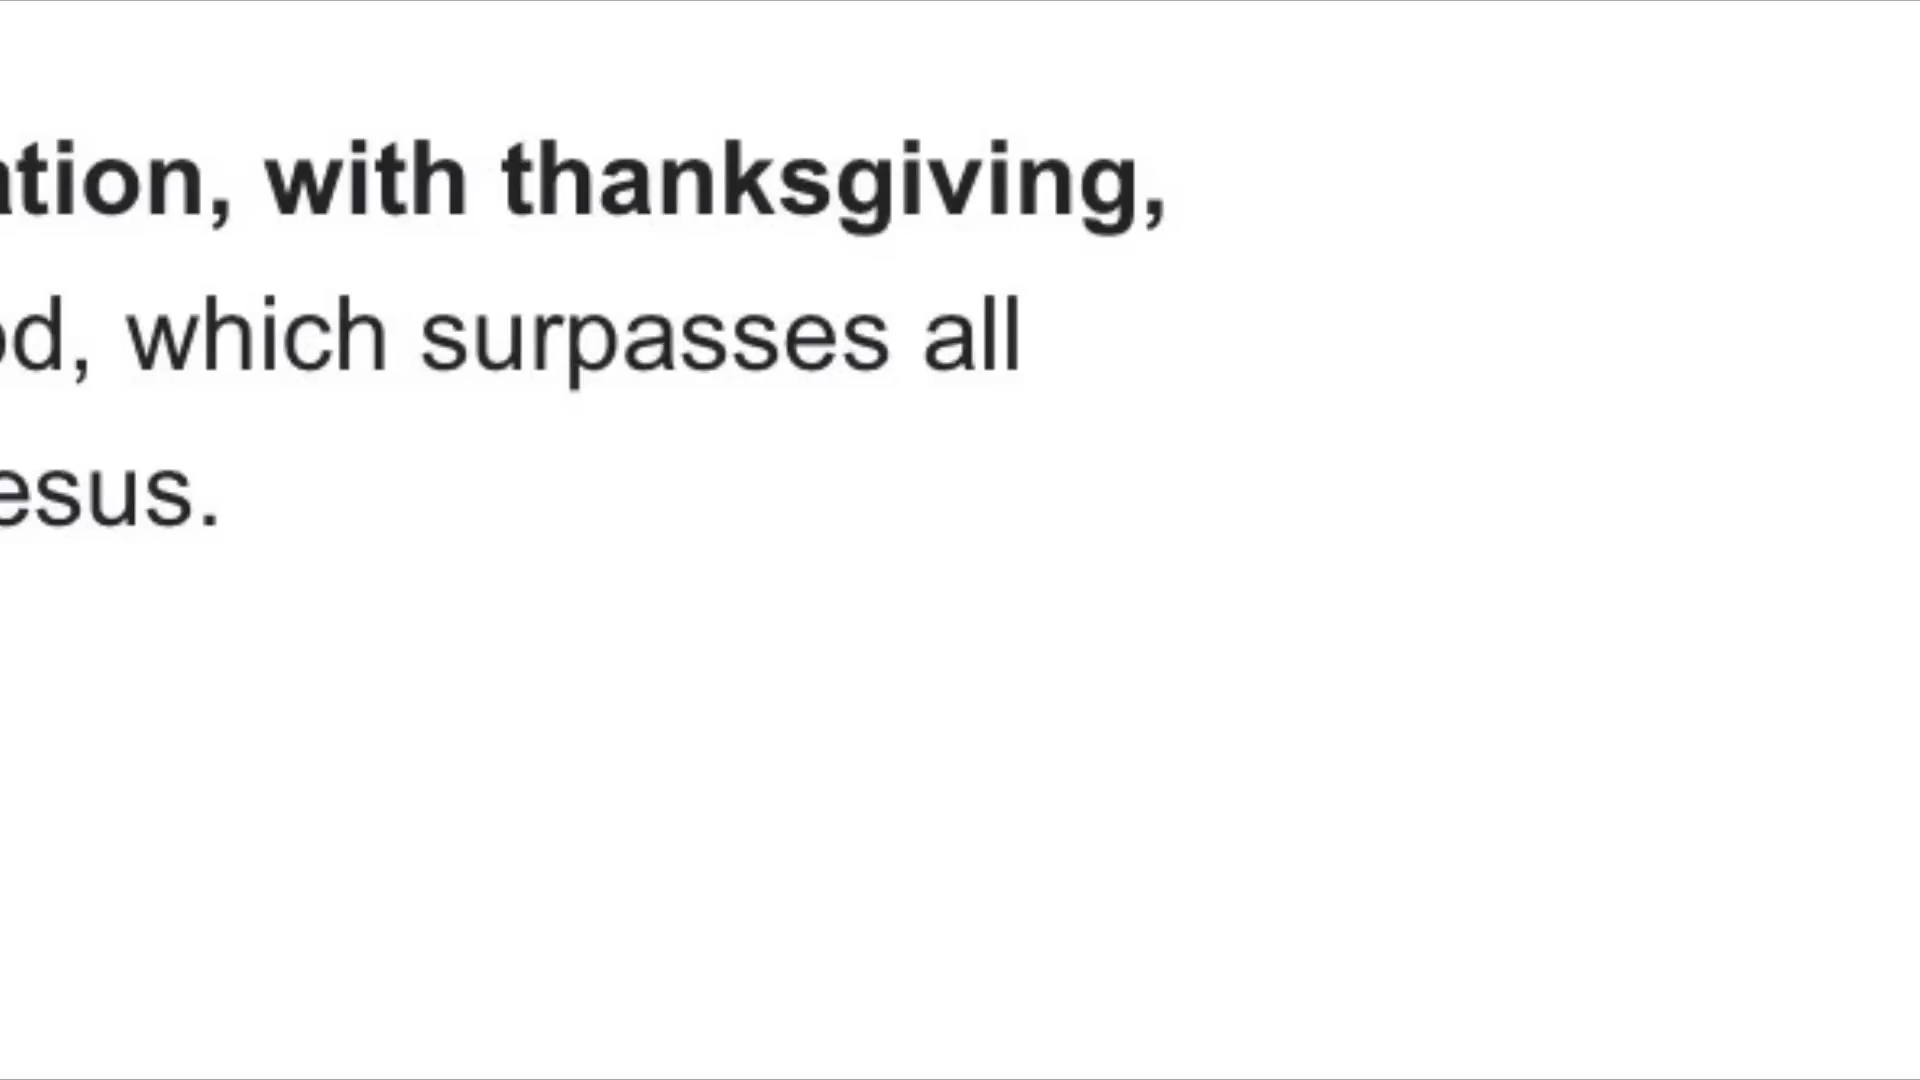 ation, with thanksgiving,
od, which surpasses all
esus.